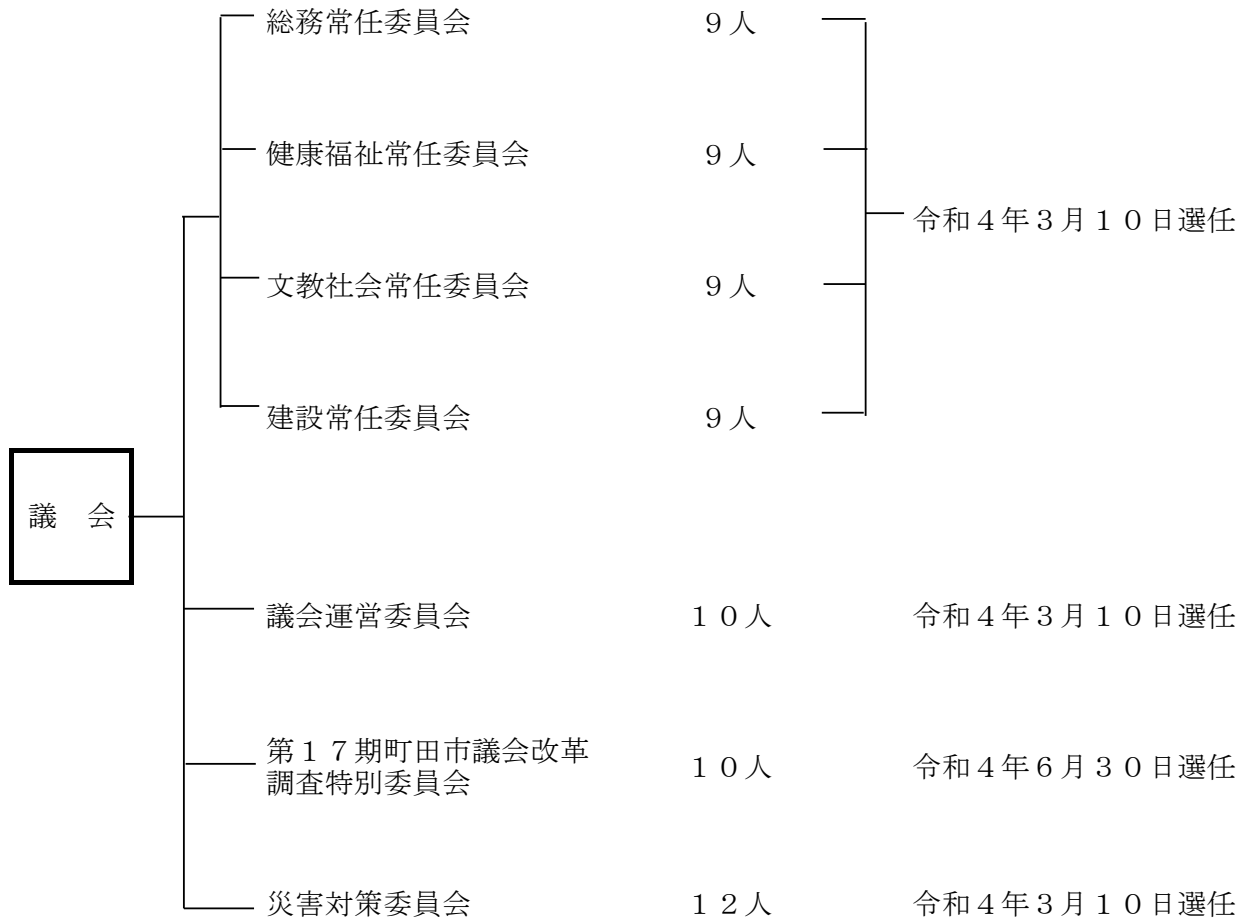 総務常任委員会 9人
健康福祉常任委員会 9人
令和4年3月10日選任
文教社会常任委員会 9人
建設常任委員会 9人
議 会
議会運営委員会 10人 令和4年3月10日選任
第17期町田市議会改革
調査特別委員会 10人 令和4年6月30日選任
災害対策委員会 12人 令和4年3月10日選任